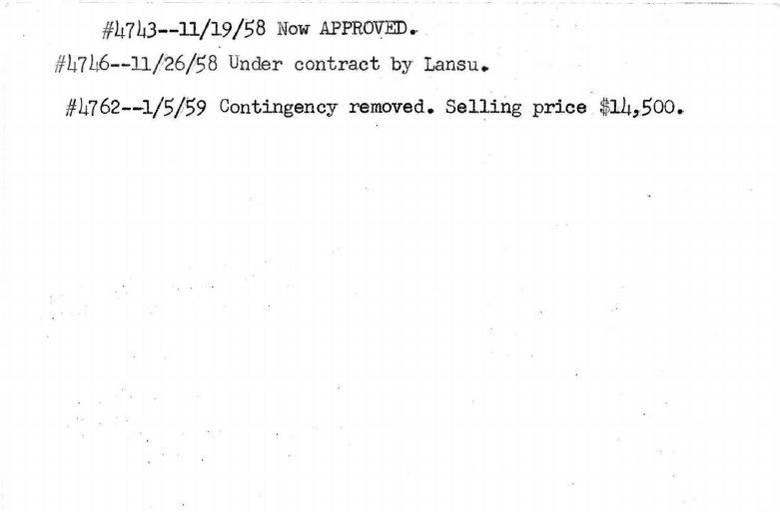 #4743--11/19/58 Now APPROVED.
#4746--11/26/58 Under contract by Lansu.
#4762--1/5/59 Contingency removed. Selling price $14,500.